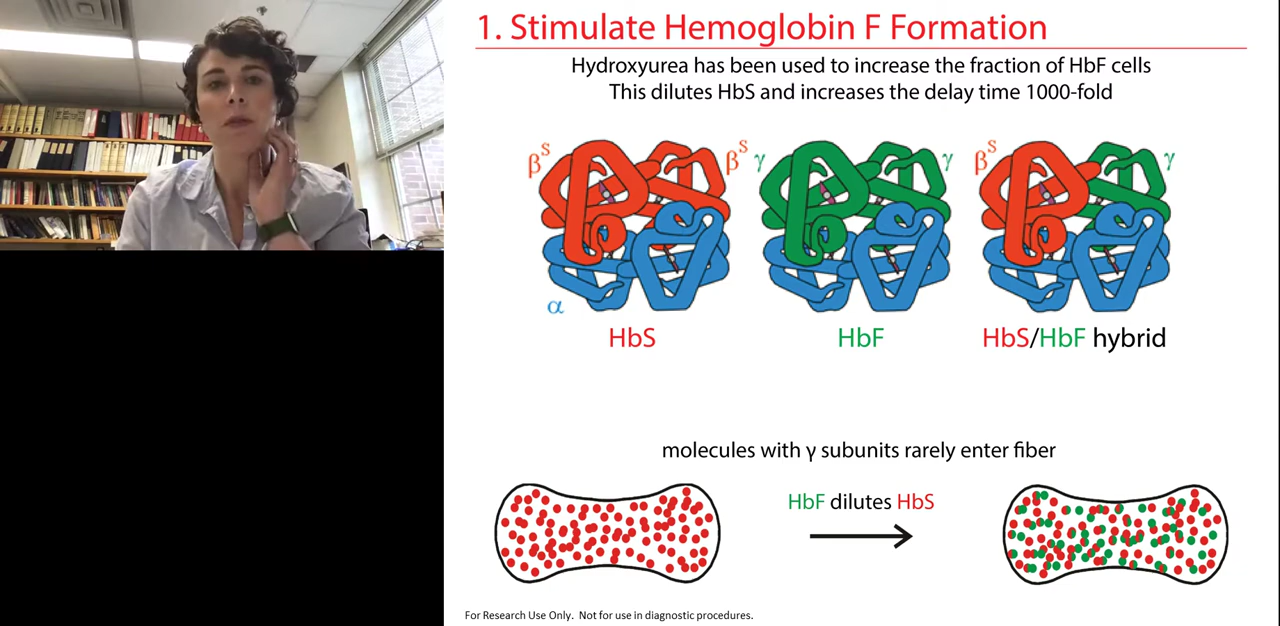 1. Stimulate Hemoglobin F Formation
Hydroxyurea has been used to increase the fraction of HbF cells
This dilutes HbS and increases the delay time 1000-fold
βS βS γ γ βS γ
α
HbS HbF HbS/HbF hybrid
molecules with γ subunits rarely enter fiber
HbF dilutes HbS
For Research Use Only. Not for use in diagnostic procedures.